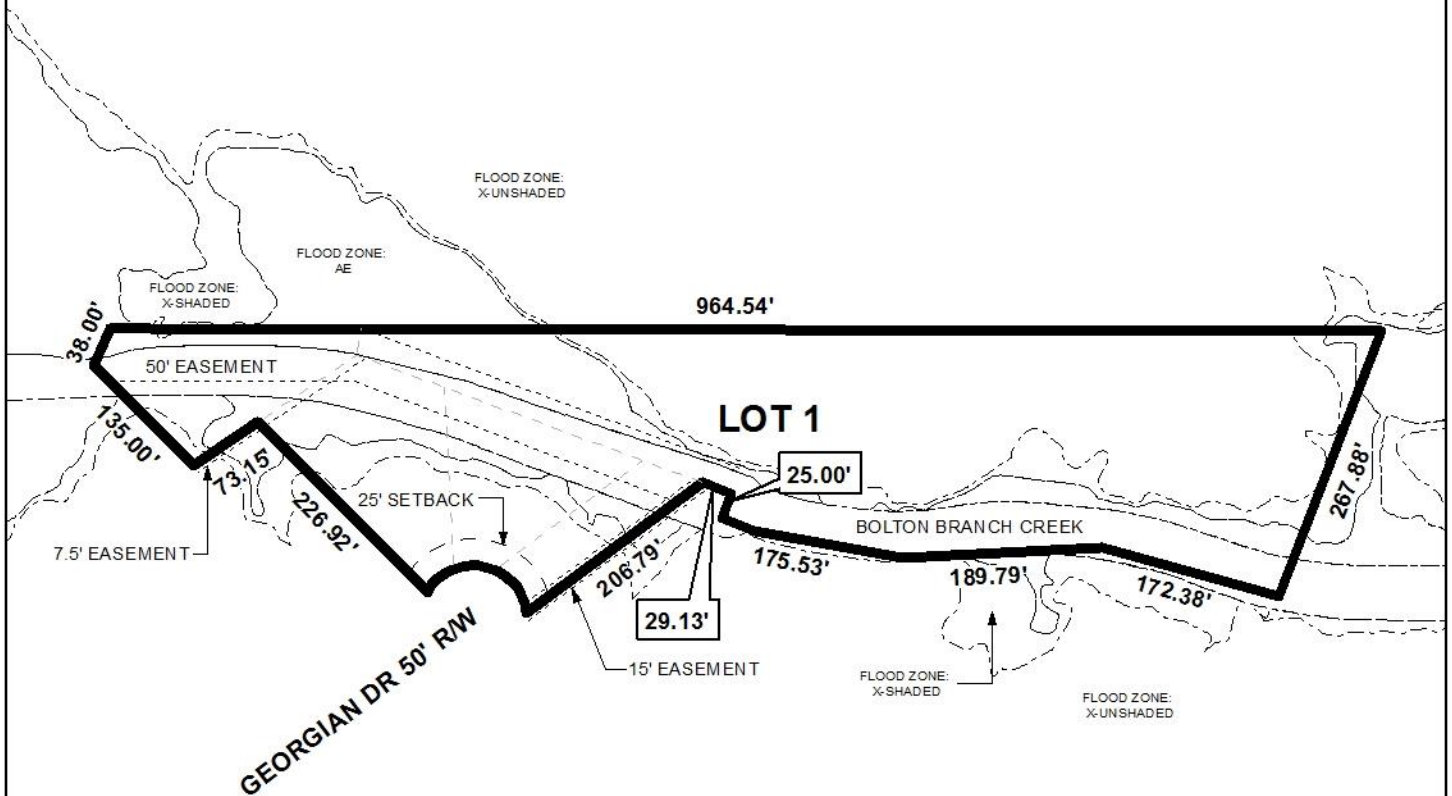 FLOOD ZONE:
X-UNSHADED
FLOOD ZONE:
AE
FLOOD ZONE:
X-SHADED
964.54'
38.00'
50' EASEMENT
LOT 1
135.00'
73.15'
25.00'
267.88'
226.92'
25' SETBACK
BOLTON BRANCH CREEK
7.5' EASEMENT
206.79'
175.53'
189.79'
172.38'
29.13'
15' EASEMENT
GEORGIAN DR 50' R/W
FLOOD ZONE:
X-SHADED
FLOOD ZONE:
X-UNSHADED